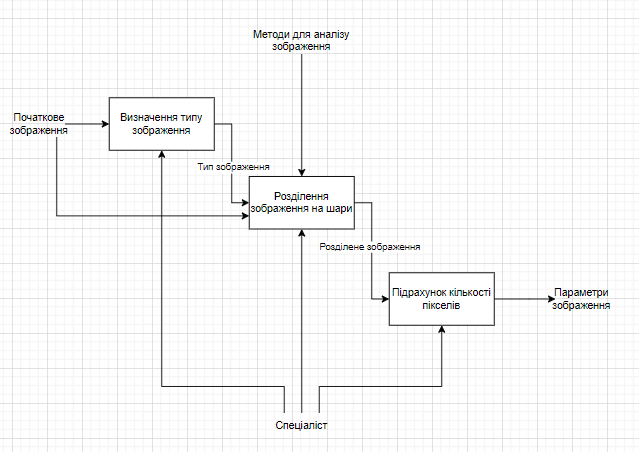 Методи для аналізу
зображення
Початкове
зображення
Визначення типу
зображення
Тип зображення
Розділення
зображення на шари
Розділене зображення
Підрахунок кількості
пікселів
Параметри
зображення
Спеціаліст